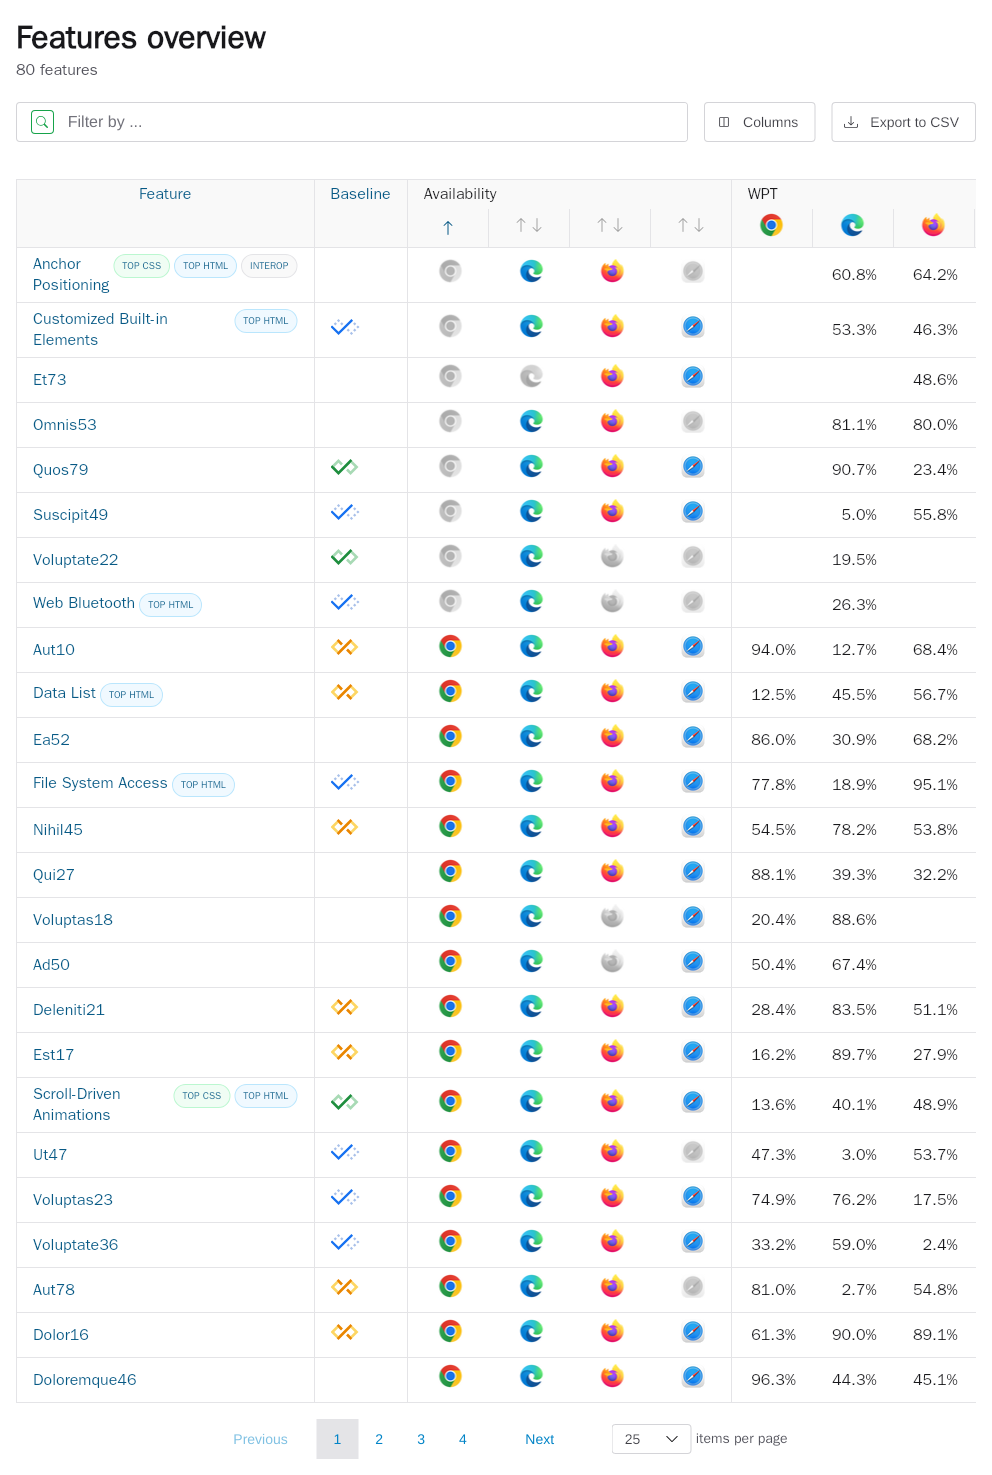 Features overview
80 features
Filter by ...
Columns
Export to CSV
Feature Baseline Availability WPT
Anchor Positioning TOP CSS TOP HTML INTEROP 60.8% 64.2%
Customized Built-in Elements TOP HTML 53.3% 46.3%
Et73 48.6%
Omnis53 81.1% 80.0%
Quos79 90.7% 23.4%
Suscipit49 5.0% 55.8%
Voluptate22 19.5%
Web Bluetooth TOP HTML 26.3%
Aut10 94.0% 12.7% 68.4%
Data List TOP HTML 12.5% 45.5% 56.7%
Ea52 86.0% 30.9% 68.2%
File System Access TOP HTML 77.8% 18.9% 95.1%
Nihil45 54.5% 78.2% 53.8%
Qui27 88.1% 39.3% 32.2%
Voluptas18 20.4% 88.6%
Ad50 50.4% 67.4%
Deleniti21 28.4% 83.5% 51.1%
Est17 16.2% 89.7% 27.9%
Scroll-Driven Animations TOP CSS TOP HTML 13.6% 40.1% 48.9%
Ut47 47.3% 3.0% 53.7%
Voluptas23 74.9% 76.2% 17.5%
Voluptate36 33.2% 59.0% 2.4%
Aut78 81.0% 2.7% 54.8%
Dolor16 61.3% 90.0% 89.1%
Doloremque46 96.3% 44.3% 45.1%
Previous 1 2 3 4 Next 25 items per page